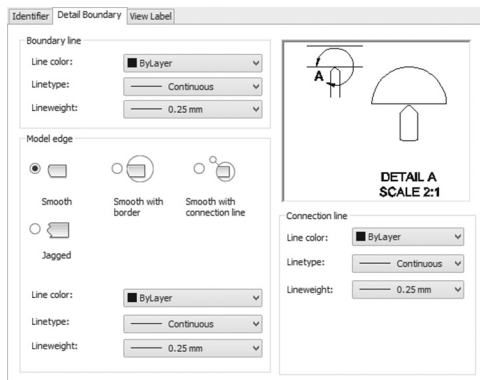 Identifier Detail Boundary View Label
Boundary line
Line color: ByLayer
Linetype: Continuous
Lineweight: 0.25 mm
Model edge
Smooth
Smooth with border
Smooth with connection line
Jagged
Line color: ByLayer
Linetype: Continuous
Lineweight: 0.25 mm
A
DETAIL A
SCALE 2:1
Connection line
Line color: ByLayer
Linetype: Continuous
Lineweight: 0.25 mm